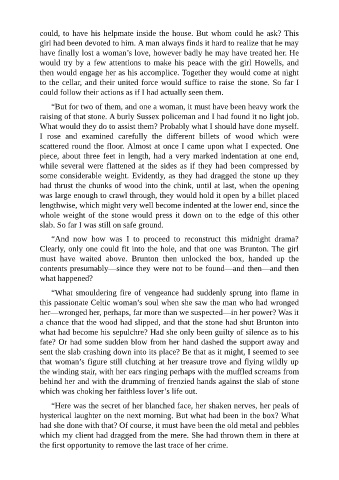 could, to have his helpmate inside the house. But whom could he ask? This
girl had been devoted to him. A man always finds it hard to realize that he may
have finally lost a woman's love, however badly he may have treated her. He
would try by a few attentions to make his peace with the girl Howells, and
then would engage her as his accomplice. Together they would come at night
to the cellar, and their united force would suffice to raise the stone. So far I
could follow their actions as if I had actually seen them.
“But for two of them, and one a woman, it must have been heavy work the
raising of that stone. A burly Sussex policeman and I had found it no light job.
What would they do to assist them? Probably what I should have done myself.
I rose and examined carefully the different billets of wood which were
scattered round the floor. Almost at once I came upon what I expected. One
piece, about three feet in length, had a very marked indentation at one end,
while several were flattened at the sides as if they had been compressed by
some considerable weight. Evidently, as they had dragged the stone up they
had thrust the chunks of wood into the chink, until at last, when the opening
was large enough to crawl through, they would hold it open by a billet placed
lengthwise, which might very well become indented at the lower end, since the
whole weight of the stone would press it down on to the edge of this other
slab. So far I was still on safe ground.
“And now how was I to proceed to reconstruct this midnight drama?
Clearly, only one could fit into the hole, and that one was Brunton. The girl
must have waited above. Brunton then unlocked the box, handed up the
contents presumably—since they were not to be found—and then—and then
what happened?
“What smouldering fire of vengeance had suddenly sprung into flame in
this passionate Celtic woman's soul when she saw the man who had wronged
her—wronged her, perhaps, far more than we suspected—in her power? Was it
a chance that the wood had slipped, and that the stone had shut Brunton into
what had become his sepulchre? Had she only been guilty of silence as to his
fate? Or had some sudden blow from her hand dashed the support away and
sent the slab crashing down into its place? Be that as it might, I seemed to see
that woman's figure still clutching at her treasure trove and flying wildly up
the winding stair, with her ears ringing perhaps with the muffled screams from
behind her and with the drumming of frenzied hands against the slab of stone
which was choking her faithless lover's life out.
“Here was the secret of her blanched face, her shaken nerves, her peals of
hysterical laughter on the next morning. But what had been in the box? What
had she done with that? Of course, it must have been the old metal and pebbles
which my client had dragged from the mere. She had thrown them in there at
the first opportunity to remove the last trace of her crime.